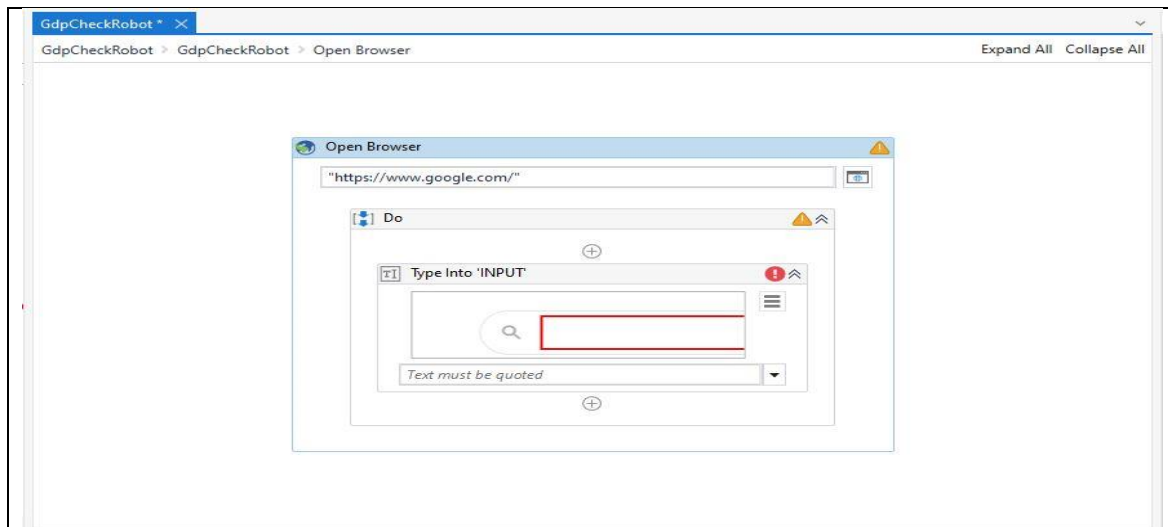 GdpCheckRobot *
GdpCheckRobot > GdpCheckRobot > Open Browser
Expand All Collapse All
Open Browser
"https://www.google.com/"
Do
TI Type Into 'INPUT'
Text must be quoted